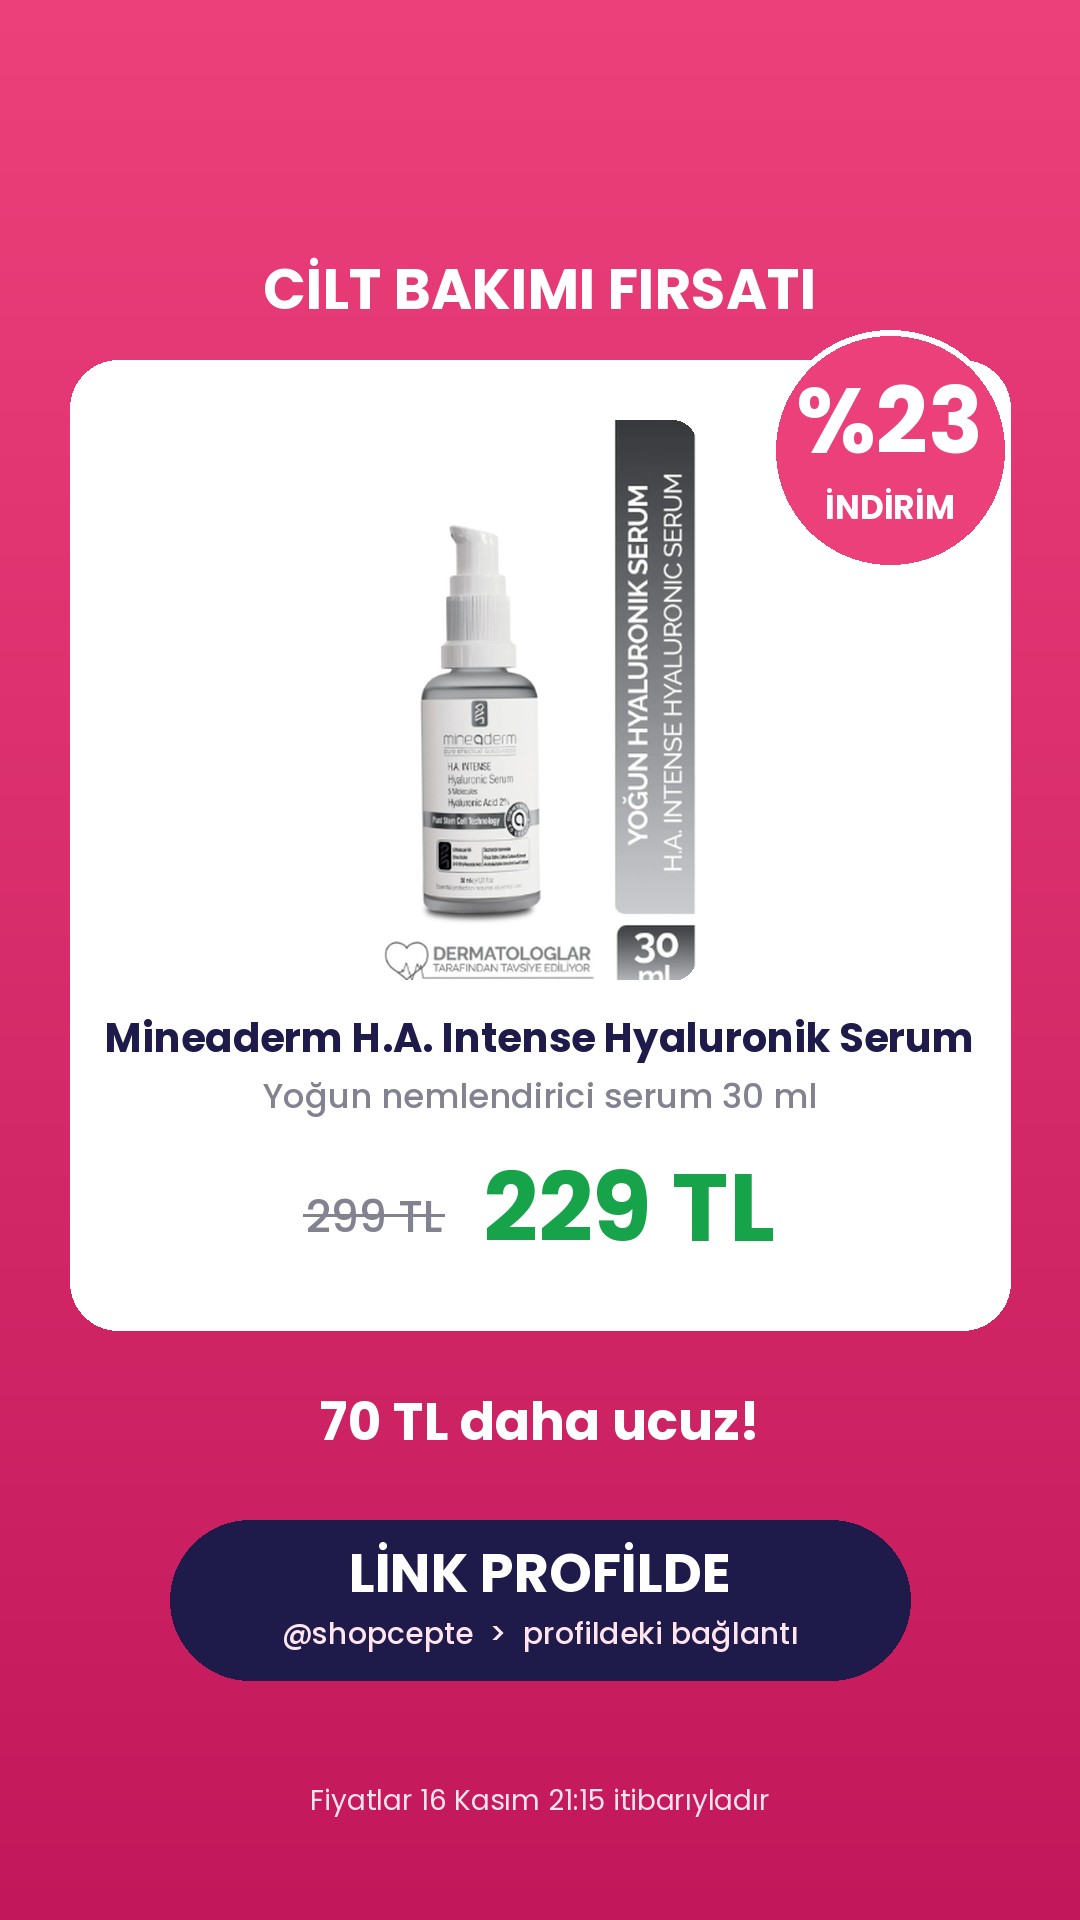 CİLT BAKIMI FIRSATI
%23
İNDİRİM
YOĞUN HYALURONIK SERUM
H.A. INTENSE HYALURONIC SERUM
mineaderm
H.A. INTENSE
Hyaluronic Serum
5 Molecules
Hyaluronic Acid 2%
Plant Stem Cell Technology
DERMATOLOGLAR
TARAFINDAN TAVSİYE EDİLİYOR
30
ml
Mineaderm H.A. Intense Hyaluronik Serum
Yoğun nemlendirici serum 30 ml
299 TL 229 TL
70 TL daha ucuz!
LİNK PROFİLDE
@shopcepte > profildeki bağlantı
Fiyatlar 16 Kasım 21:15 itibarıyladır